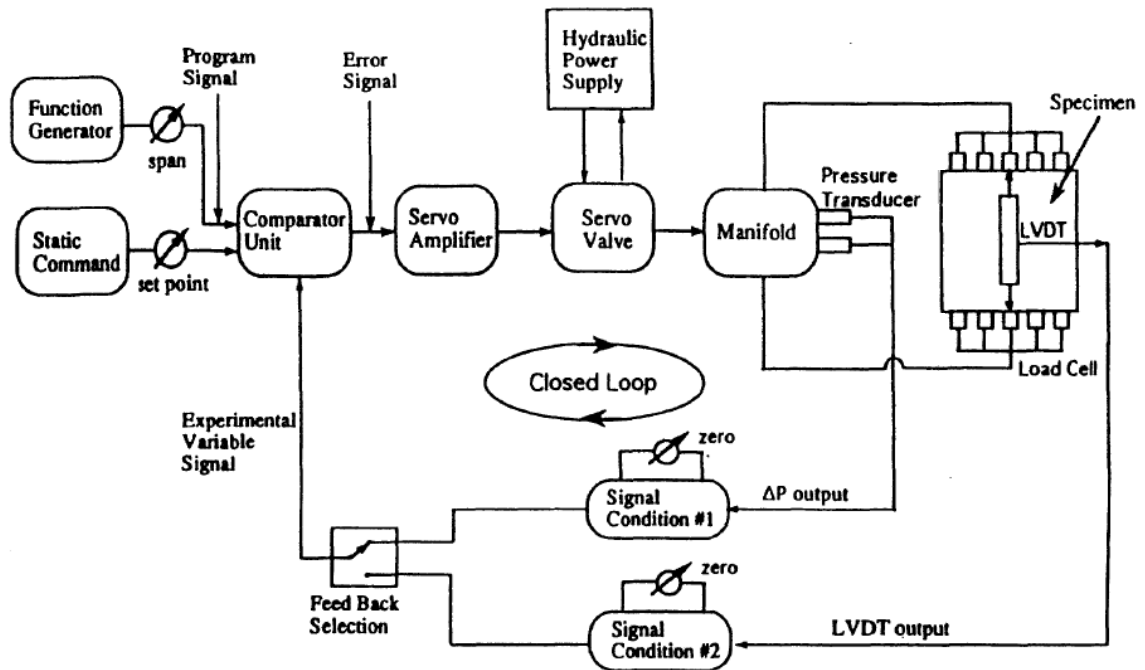 Program
Signal
Error
Signal
Hydraulic
Power
Supply
Specimen
Function
Generator
span
Pressure
Transducer
Static
Command
set point
Comparator
Unit
Servo
Amplifier
Servo
Valve
Manifold
LVDT
Load Cell
Closed Loop
Experimental
Variable
Signal
zero
Signal
Condition #1
ΔP output
Feed Back
Selection
zero
Signal
Condition #2
LVDT output